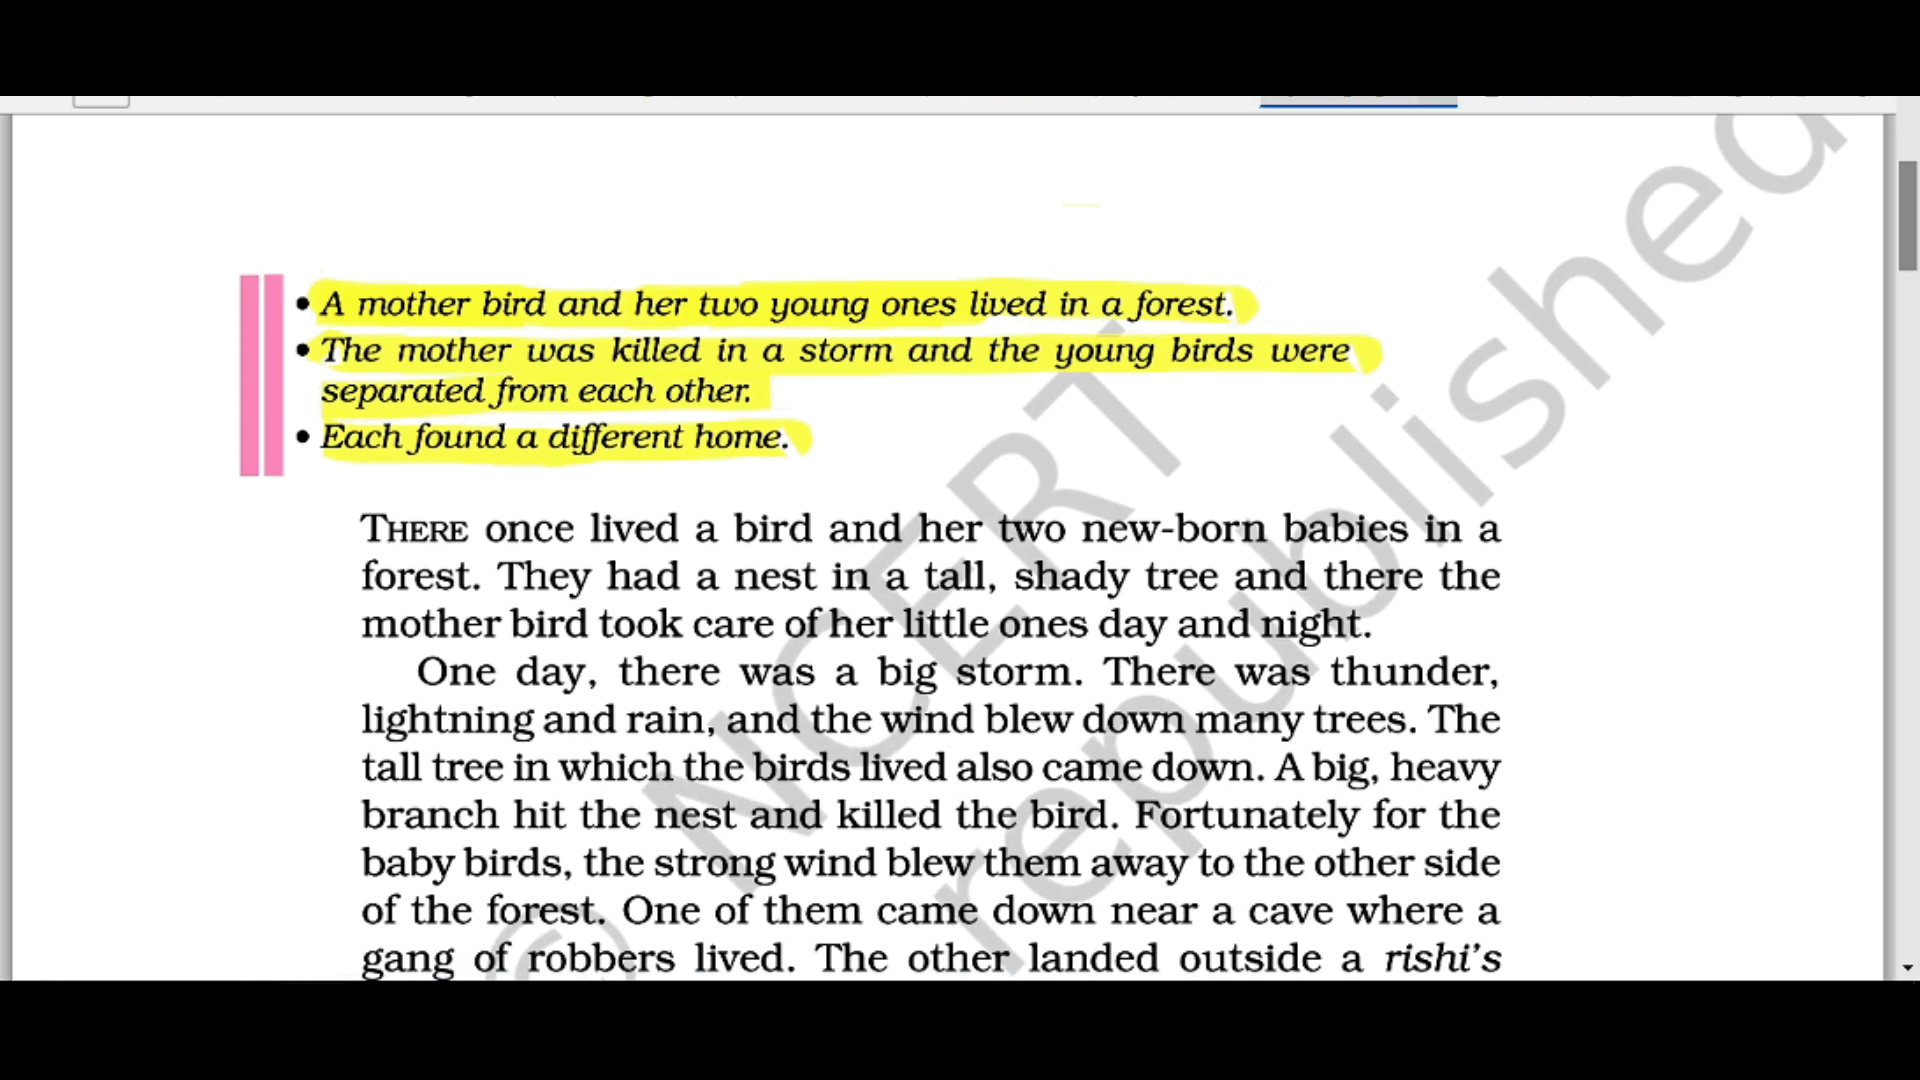 • A mother bird and her two young ones lived in a forest.
• The mother was killed in a storm and the young birds were
separated from each other.
• Each found a different home.
THERE once lived a bird and her two new-born babies in a
forest. They had a nest in a tall, shady tree and there the
mother bird took care of her little ones day and night.
One day, there was a big storm. There was thunder,
lightning and rain, and the wind blew down many trees. The
tall tree in which the birds lived also came down. A big, heavy
branch hit the nest and killed the bird. Fortunately for the
baby birds, the strong wind blew them away to the other side
of the forest. One of them came down near a cave where a
gang of robbers lived. The other landed outside a rishi's
© NCERT
republished